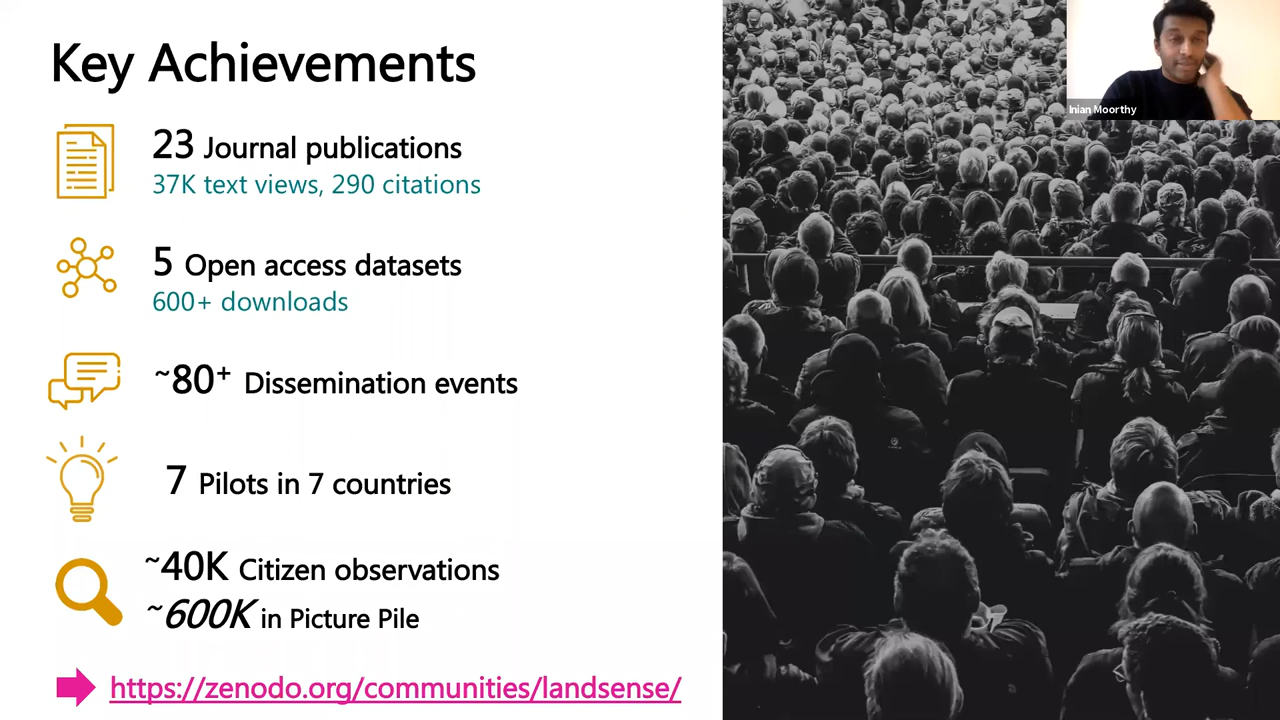 Key Achievements
23 Journal publications
37K text views, 290 citations
5 Open access datasets
600+ downloads
~80+ Dissemination events
7 Pilots in 7 countries
~40K Citizen observations
~600K in Picture Pile
https://zenodo.org/communities/landsense/
Inian Moorthy